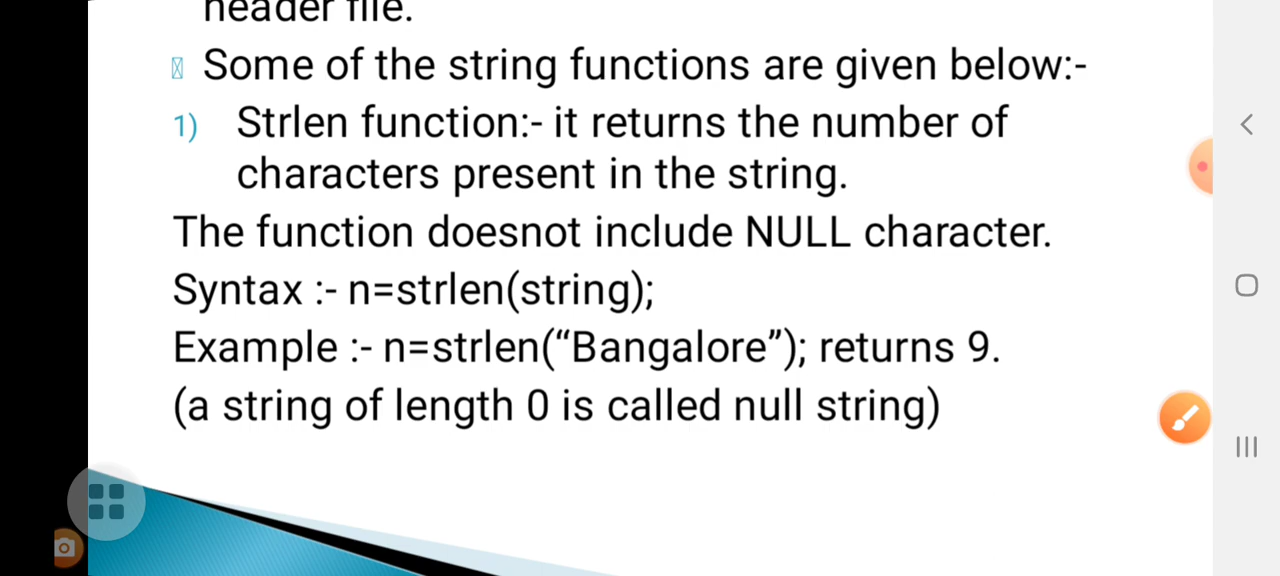 header file.
Some of the string functions are given below:-
1) Strlen function:- it returns the number of
characters present in the string.
The function doesnot include NULL character.
Syntax :- n=strlen(string);
Example :- n=strlen(“Bangalore”); returns 9.
(a string of length 0 is called null string)